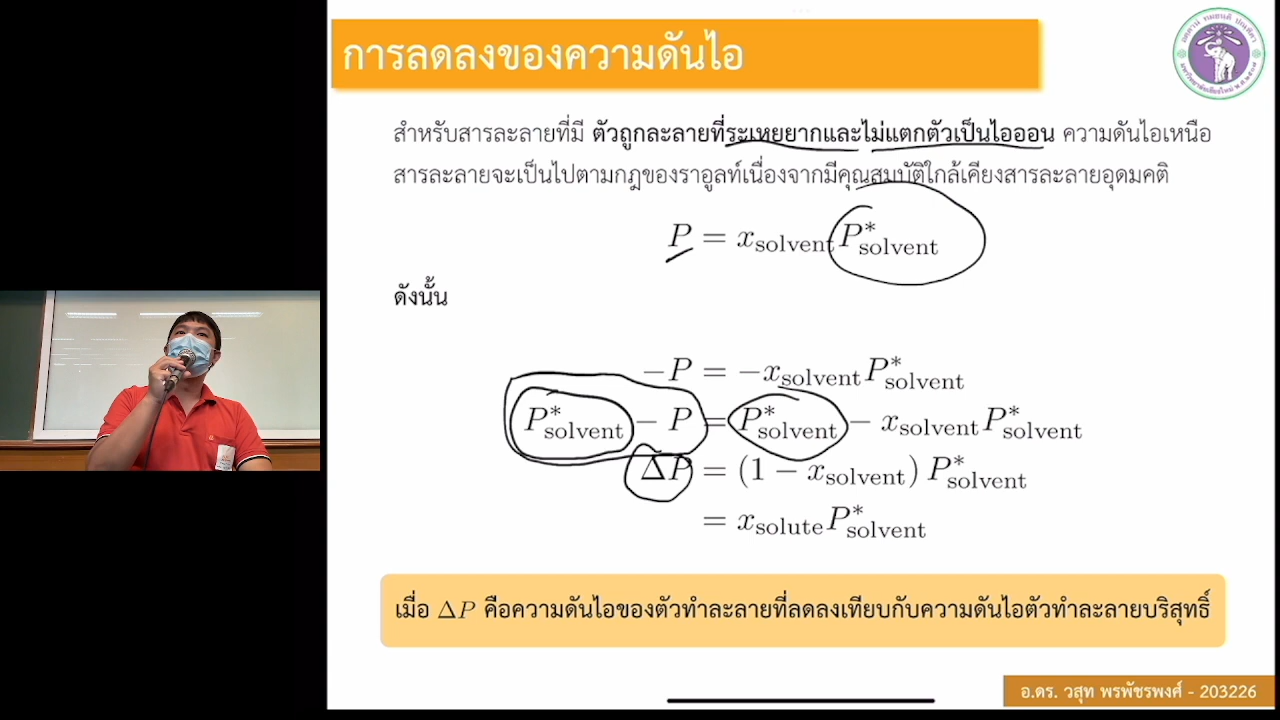 การลดลงของความดันไอ
สำหรับสารละลายที่มี ตัวถูกละลายที่ระเหยยากและไม่แตกตัวเป็นไอออน ความดันไอเหนือ
สารละลายจะเป็นไปตามกฎของราอูลท์เนื่องจากมีคุณสมบัติใกล้เคียงสารละลายอุดมคติ
P = x_solvent P*_solvent
ดังนั้น
−P = −x_solvent P*_solvent
P*_solvent − P = P*_solvent − x_solvent P*_solvent
ΔP = (1 − x_solvent) P*_solvent
= x_solute P*_solvent
เมื่อ ΔP คือความดันไอของตัวทำละลายที่ลดลงเทียบกับความดันไอตัวทำละลายบริสุทธิ์
อ.ดร. วสุท พรพัชรพงศ์ - 203226